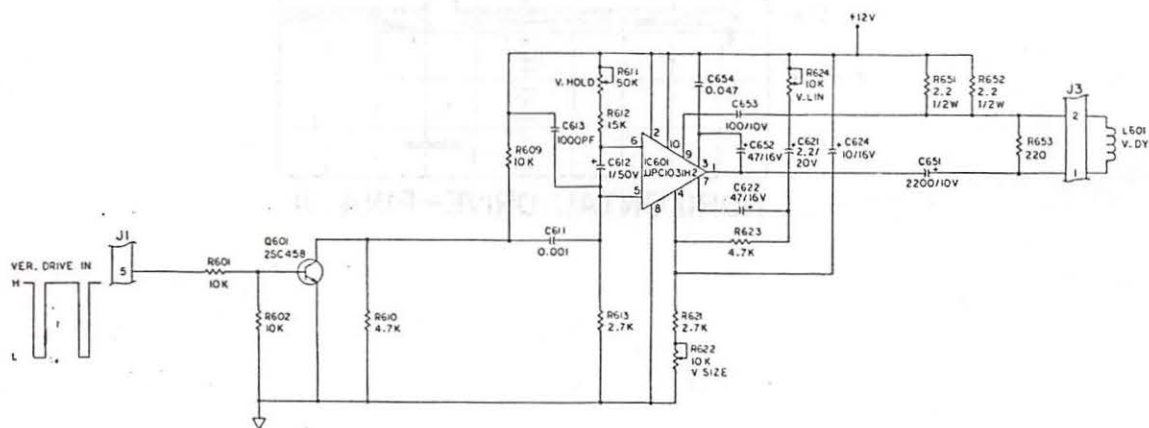 +12V
R611
50K
V. HOLD
R612
15K
C613
1000PF
R609
10K
C612
1/50V
6
5
2
10
9
3
1
7
4
8
IC601
µPC1031H2
C654
0.047
C653
100/10V
C652
47/16V
R624
10K
V.LIN
C621
2.2/
20V
C624
10/16V
C622
47/16V
R623
4.7K
R651
2.2
1/2W
R652
2.2
1/2W
J3
2
1
L601
V. DY
R653
220
C651
2200/10V
C611
0.001
J1
5
VER. DRIVE IN
H
L
R601
10K
R602
10K
Q601
2SC458
R610
4.7K
R613
2.7K
R621
2.7K
R622
10K
V SIZE